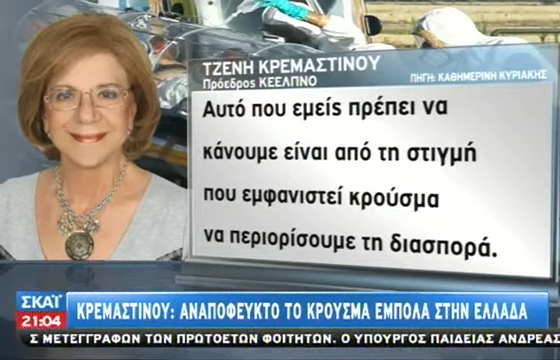 ΤΖΕΝΗ ΚΡΕΜΑΣΤΙΝΟΥ
Πρόεδρος ΚΕΕΛΠΝΟ
ΠΗΓΗ: ΚΑΘΗΜΕΡΙΝΗ ΚΥΡΙΑΚΗΣ
Αυτό που εμείς πρέπει να
κάνουμε είναι από τη στιγμή
που εμφανιστεί κρούσμα
να περιορίσουμε τη διασπορά.
ΣΚΑΪ
21:04
ΚΡΕΜΑΣΤΙΝΟΥ: ΑΝΑΠΟΦΕΥΚΤΟ ΤΟ ΚΡΟΥΣΜΑ ΕΜΠΟΛΑ ΣΤΗΝ ΕΛΛΑΔΑ
Σ ΜΕΤΕΓΓΡΑΦΩΝ ΤΩΝ ΠΡΩΤΟΕΤΩΝ ΦΟΙΤΗΤΩΝ. Ο ΥΠΟΥΡΓΟΣ ΠΑΙΔΕΙΑΣ ΑΝΔΡΕΑΣ